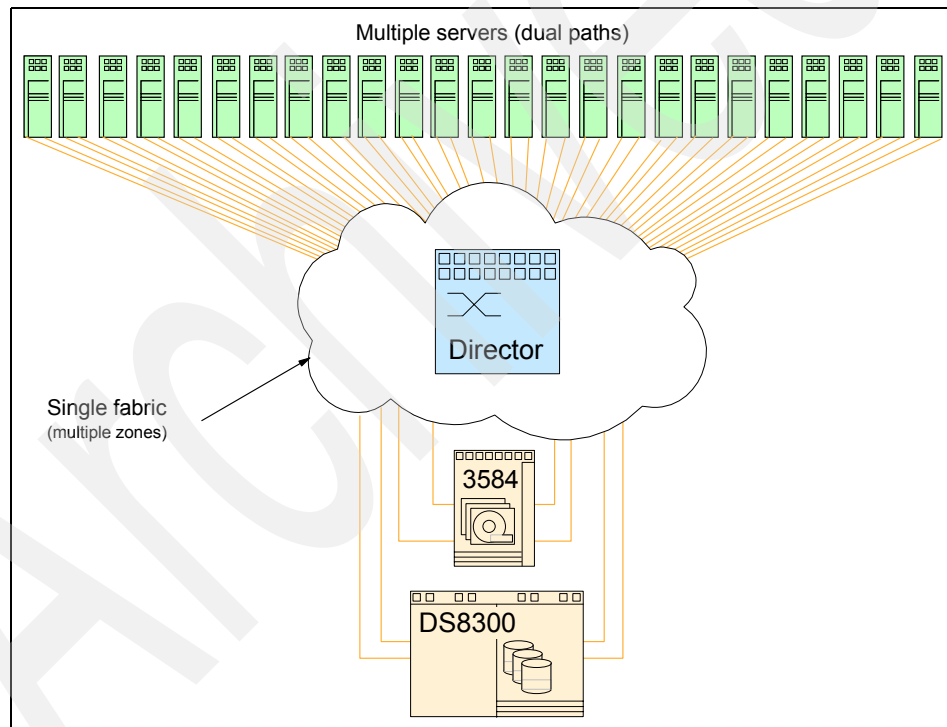 Multiple servers (dual paths)
Director
Single fabric
(multiple zones)
3584
DS8300